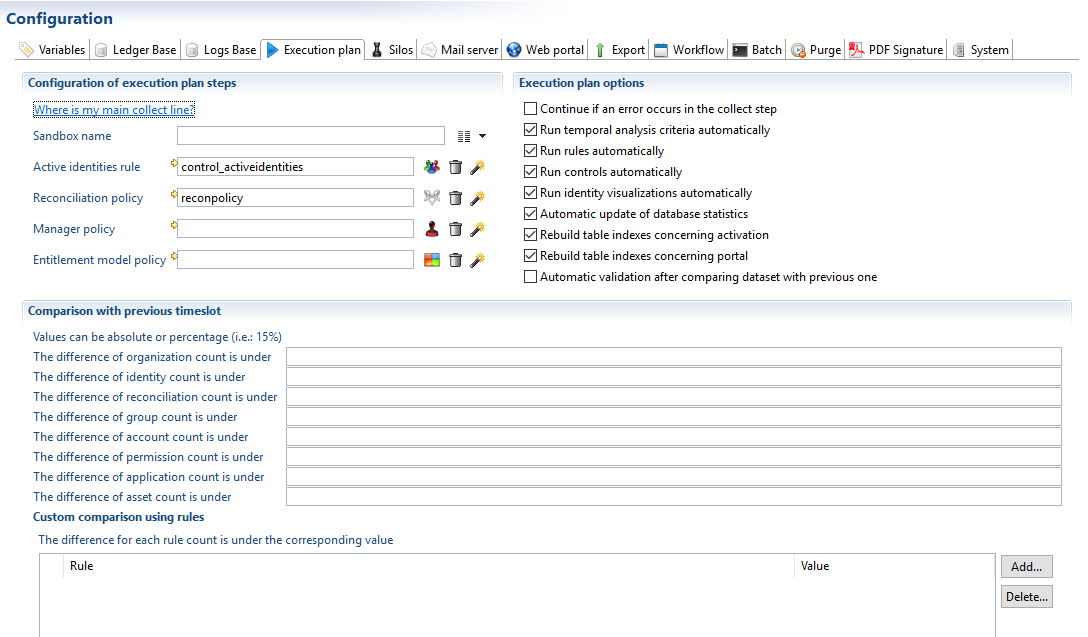 Configuration
Variables Ledger Base Logs Base Execution plan Silos Mail server Web portal Export Workflow Batch Purge PDF Signature System
Configuration of execution plan steps
Where is my main collect line?
Sandbox name
Active identities rule control_activeidentities
Reconciliation policy reconpolicy
Manager policy
Entitlement model policy
Execution plan options
Continue if an error occurs in the collect step
Run temporal analysis criteria automatically
Run rules automatically
Run controls automatically
Run identity visualizations automatically
Automatic update of database statistics
Rebuild table indexes concerning activation
Rebuild table indexes concerning portal
Automatic validation after comparing dataset with previous one
Comparison with previous timeslot
Values can be absolute or percentage (i.e.: 15%)
The difference of organization count is under
The difference of identity count is under
The difference of reconciliation count is under
The difference of group count is under
The difference of account count is under
The difference of permission count is under
The difference of application count is under
The difference of asset count is under
Custom comparison using rules
The difference for each rule count is under the corresponding value
Rule Value
Add...
Delete...